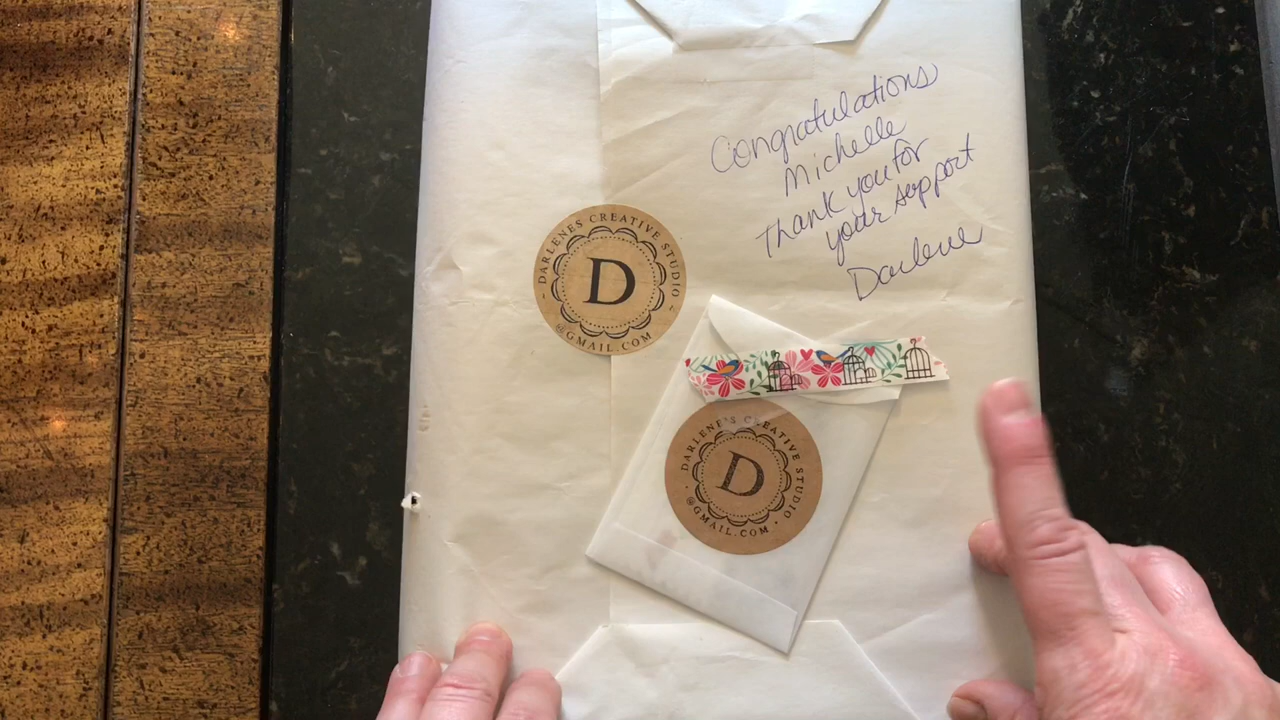 Congratulations
Michelle
Thank you for
your support
Darlene
~ DARLENES CREATIVE STUDIO ~
@GMAIL.COM
D
• DARLENE'S CREATIVE STUDIO •
@GMAIL.COM
D